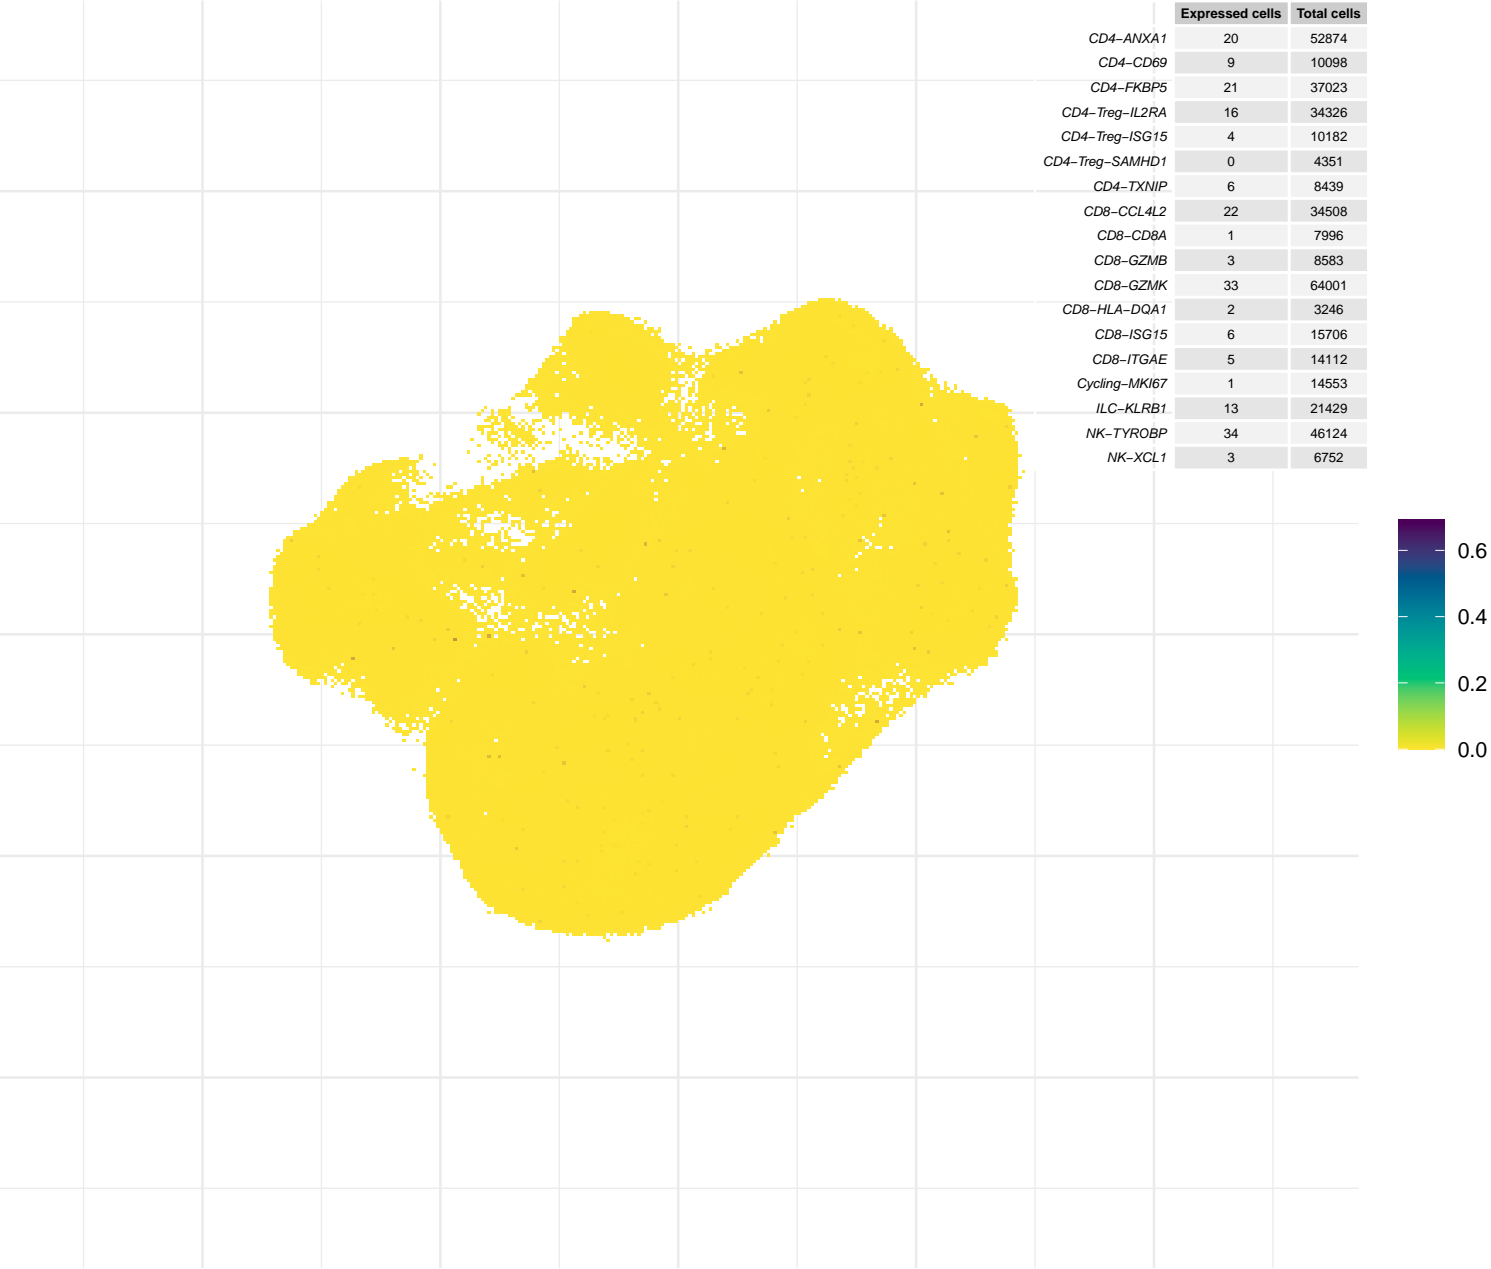 Expressed cells Total cells
CD4−ANXA1 20 52874
CD4−CD69 9 10098
CD4−FKBP5 21 37023
CD4−Treg−IL2RA 16 34326
CD4−Treg−ISG15 4 10182
CD4−Treg−SAMHD1 0 4351
CD4−TXNIP 6 8439
CD8−CCL4L2 22 34508
CD8−CD8A 1 7996
CD8−GZMB 3 8583
CD8−GZMK 33 64001
CD8−HLA−DQA1 2 3246
CD8−ISG15 6 15706
CD8−ITGAE 5 14112
Cycling−MKI67 1 14553
ILC−KLRB1 13 21429
NK−TYROBP 34 46124
NK−XCL1 3 6752
0.6
0.4
0.2
0.0